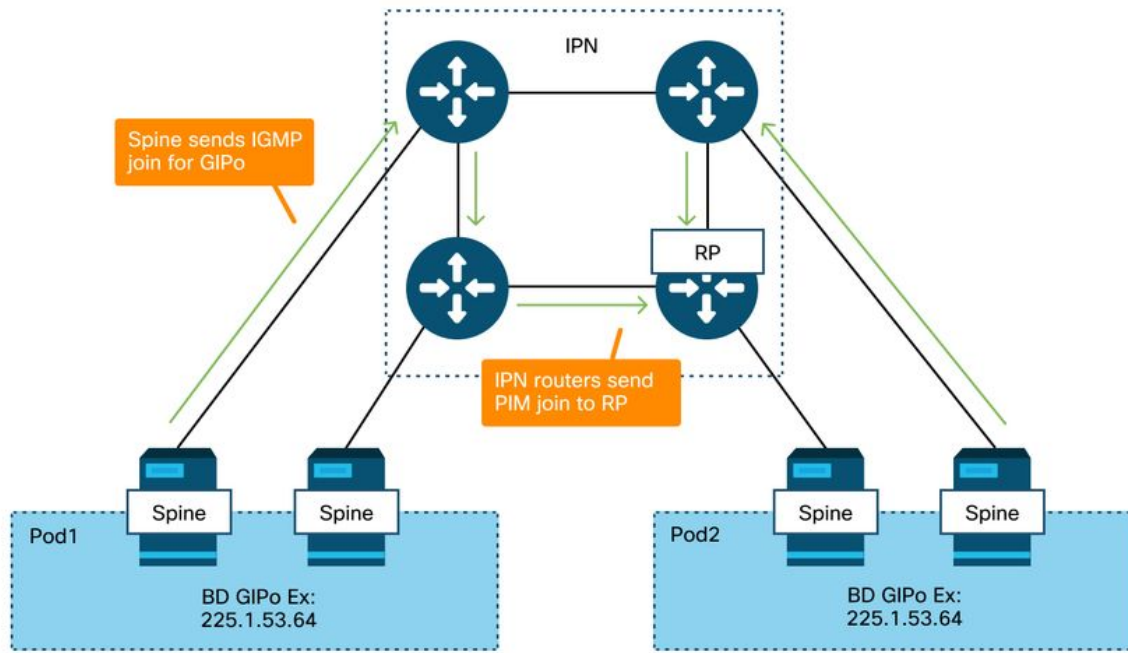 IPN
Spine sends IGMP
join for GIPo
RP
IPN routers send
PIM join to RP
Spine
Spine
Spine
Spine
Pod1
Pod2
BD GIPo Ex:
225.1.53.64
BD GIPo Ex:
225.1.53.64